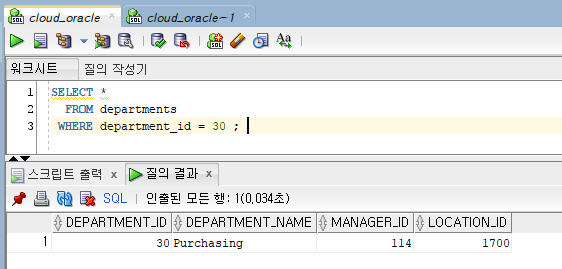 cloud_oracle cloud_oracle~1
워크시트 질의 작성기
1 SELECT *
2 FROM departments
3 WHERE department_id = 30 ;
스크립트 출력 질의 결과
SQL 인출된 모든 행: 1(0,034초)
DEPARTMENT_ID DEPARTMENT_NAME MANAGER_ID LOCATION_ID
1 30 Purchasing 114 1700